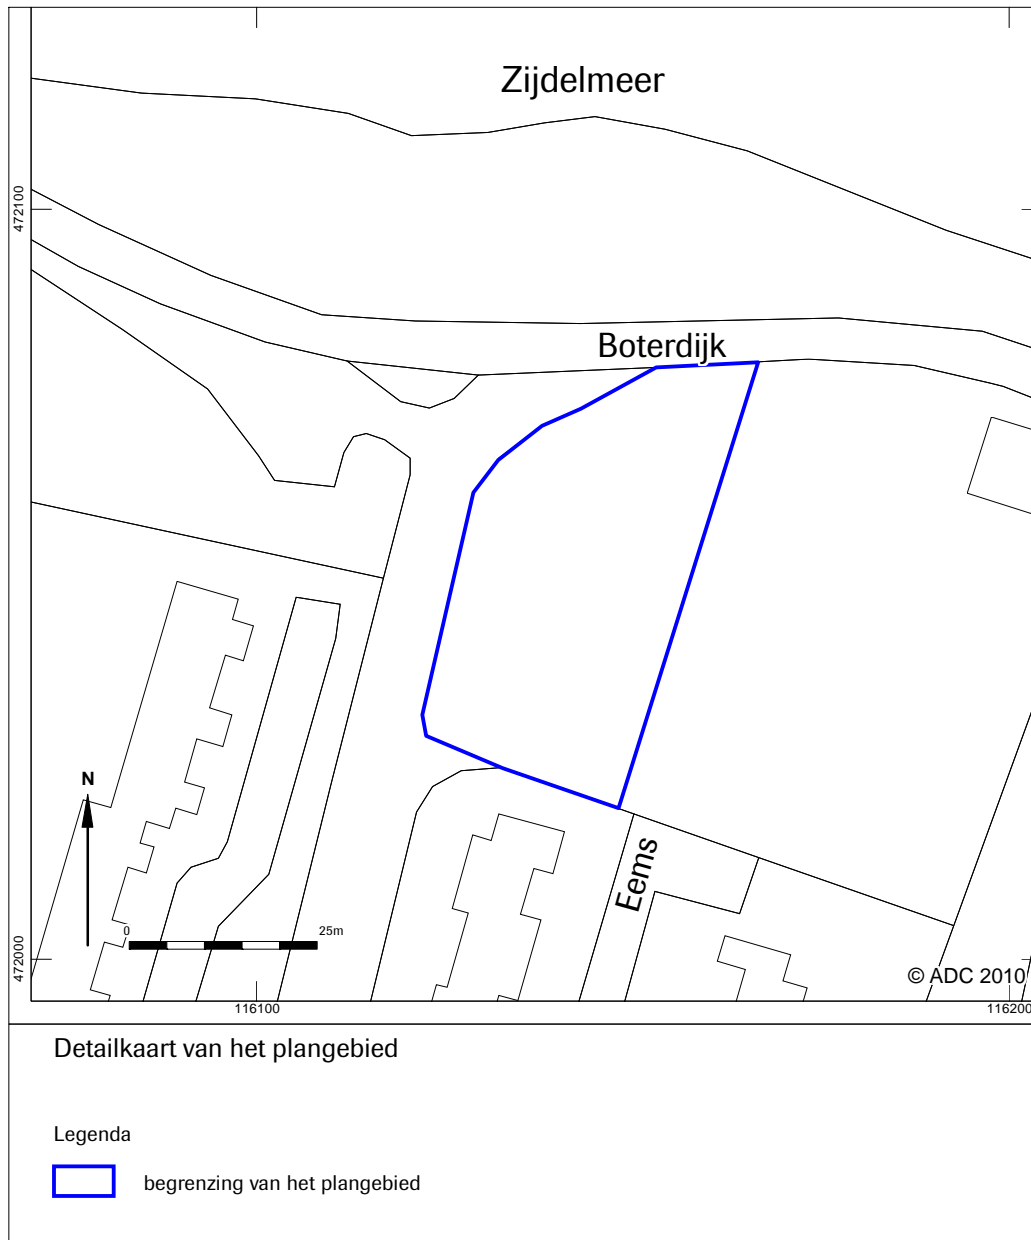 Zijdelmeer
472100
Boterdijk
N
Eems
0
25m
472000
© ADC 2010
116100
116200
Detailkaart van het plangebied
Legenda
begrenzing van het plangebied